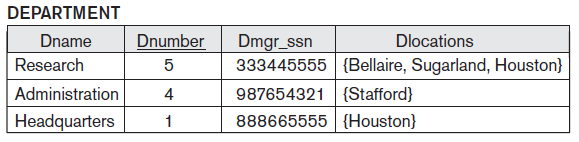 DEPARTMENT
Dname Dnumber Dmgr_ssn Dlocations
Research 5 333445555 {Bellaire, Sugarland, Houston}
Administration 4 987654321 {Stafford}
Headquarters 1 888665555 {Houston}